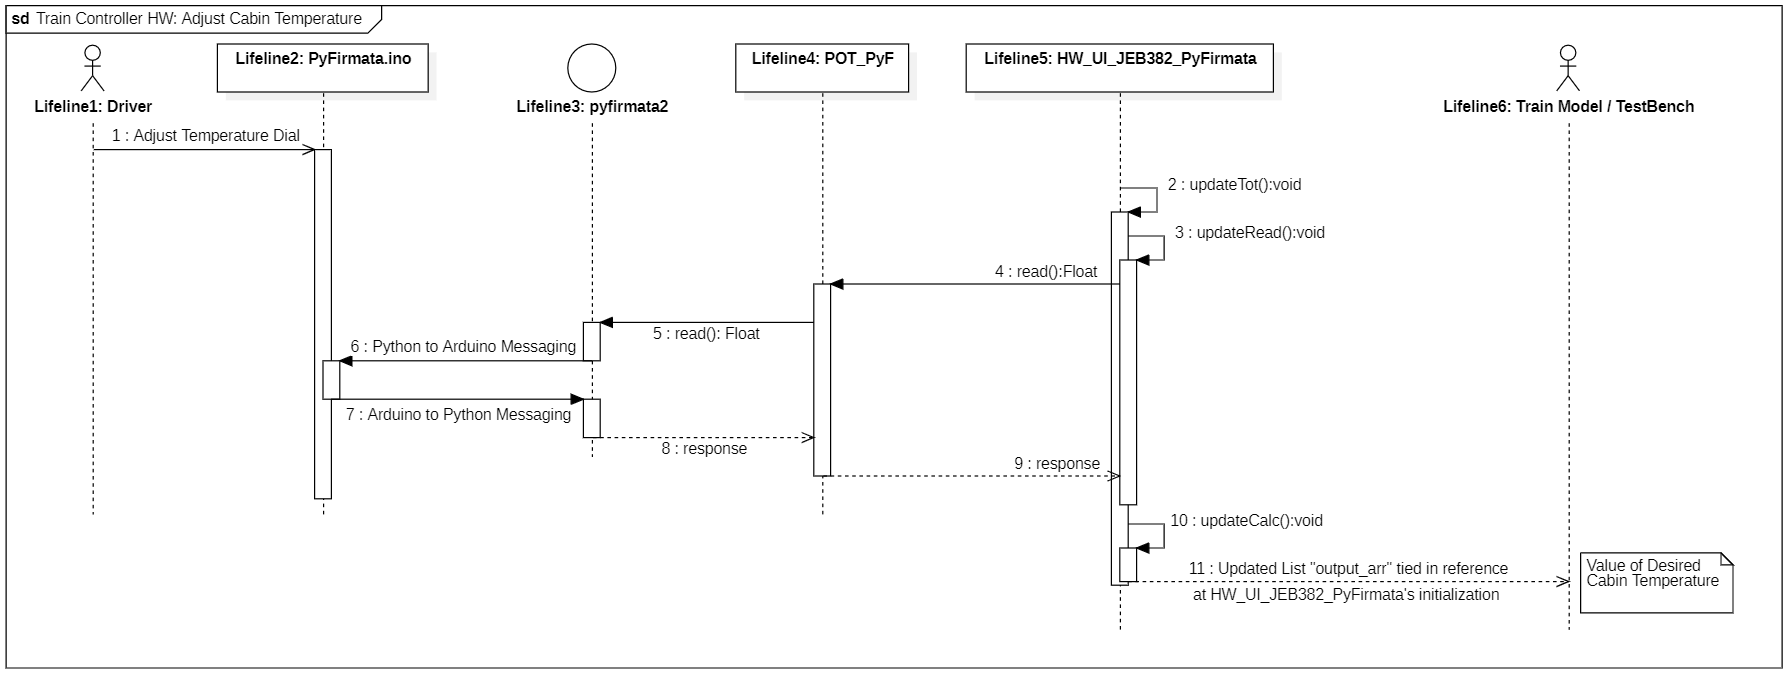 sd Train Controller HW: Adjust Cabin Temperature
Lifeline1: Driver
Lifeline2: PyFirmata.ino
Lifeline3: pyfirmata2
Lifeline4: POT_PyF
Lifeline5: HW_UI_JEB382_PyFirmata
Lifeline6: Train Model / TestBench
1 : Adjust Temperature Dial
2 : updateTot():void
3 : updateRead():void
4 : read():Float
5 : read(): Float
6 : Python to Arduino Messaging
7 : Arduino to Python Messaging
8 : response
9 : response
10 : updateCalc():void
11 : Updated List "output_arr" tied in reference
at HW_UI_JEB382_PyFirmata's initialization
Value of Desired
Cabin Temperature